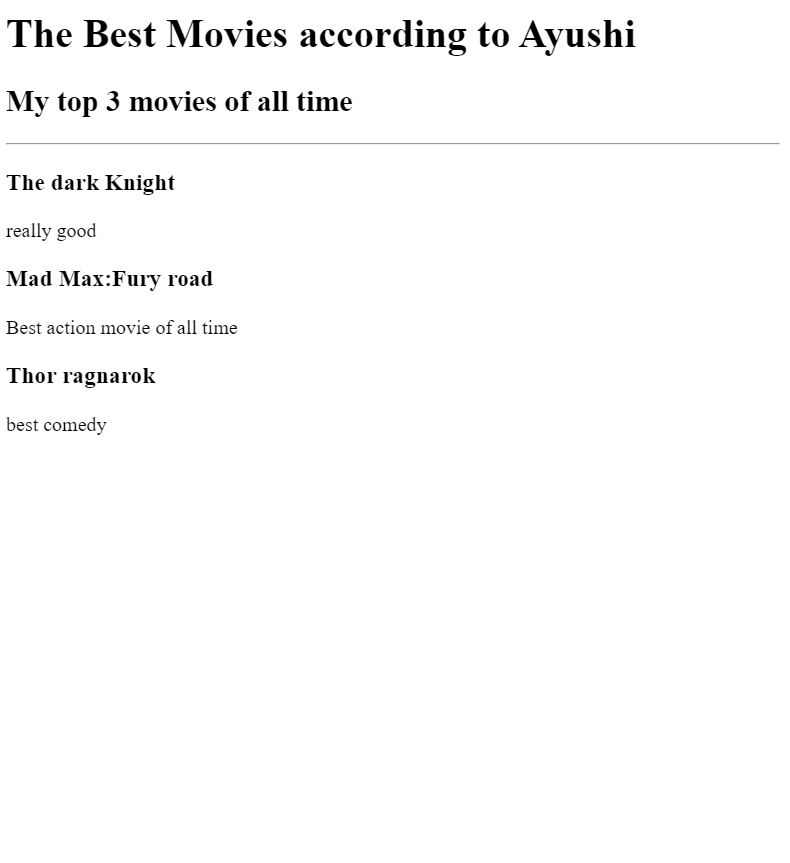 The Best Movies according to Ayushi
My top 3 movies of all time
The dark Knight
really good
Mad Max:Fury road
Best action movie of all time
Thor ragnarok
best comedy